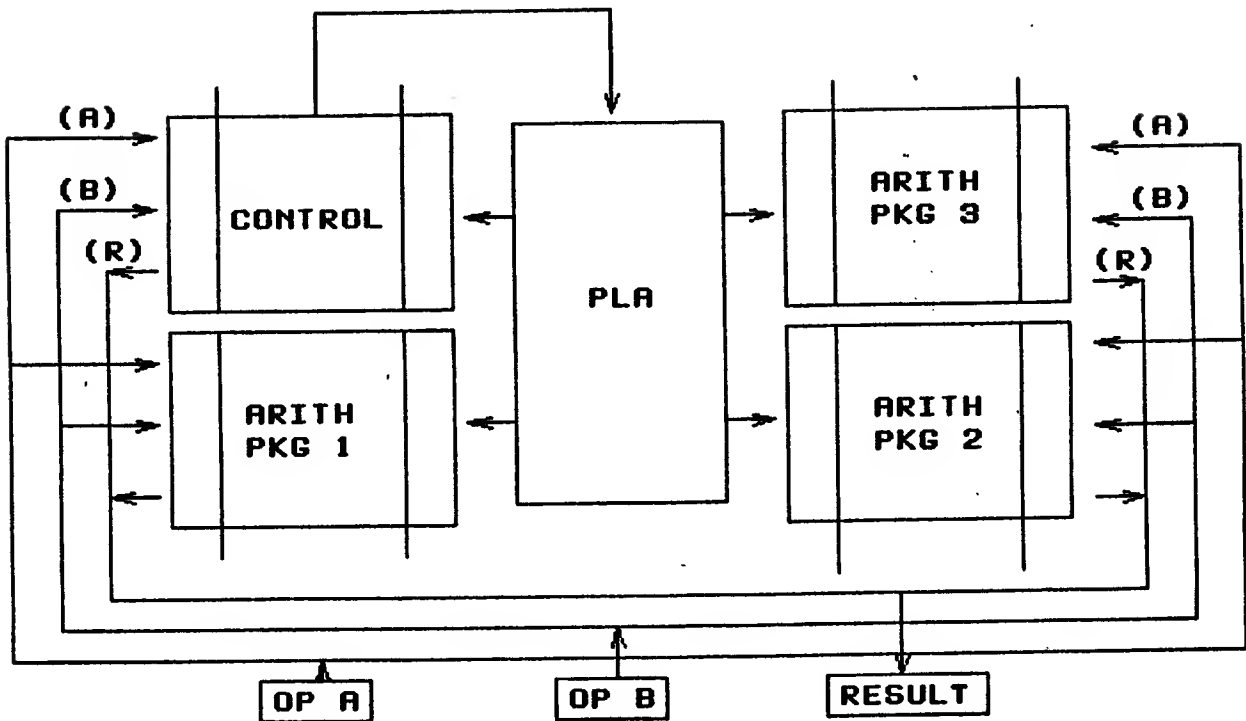 (A)
(B)
(R)
CONTROL
ARITH
PKG 1
PLA
ARITH
PKG 3
ARITH
PKG 2
(A)
(B)
(R)
OP A
OP B
RESULT